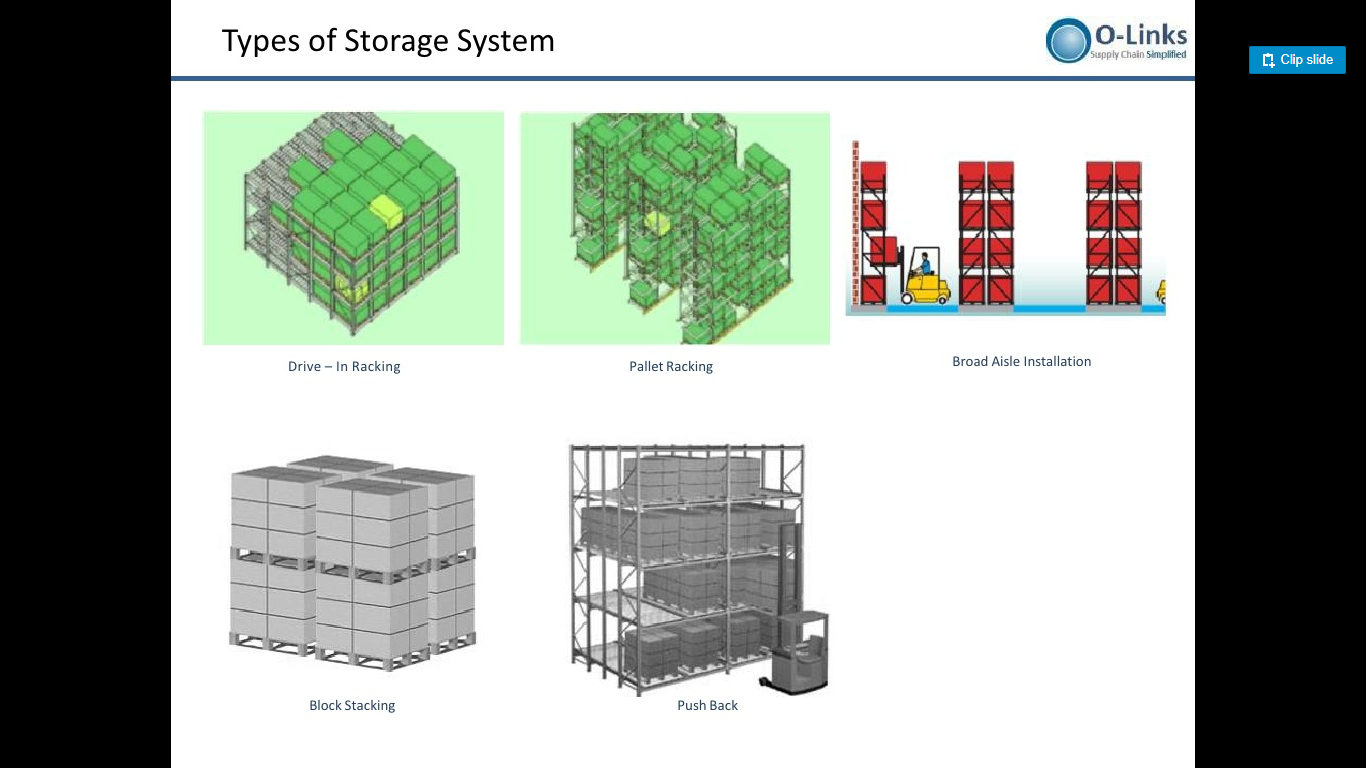 Types of Storage System
O-Links
Supply Chain Simplified
Clip slide
Drive – In Racking
Pallet Racking
Broad Aisle Installation
Block Stacking
Push Back